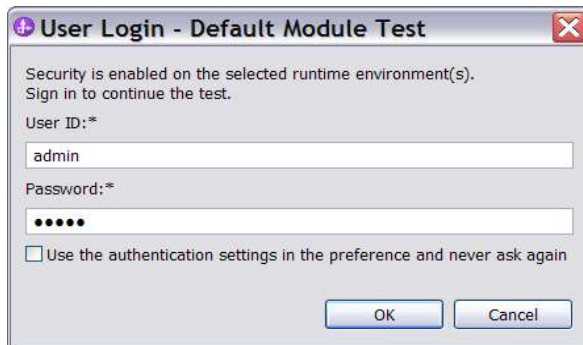 User Login - Default Module Test
Security is enabled on the selected runtime environment(s).
Sign in to continue the test.
User ID:*
admin
Password:*
●●●●●
Use the authentication settings in the preference and never ask again
OK Cancel